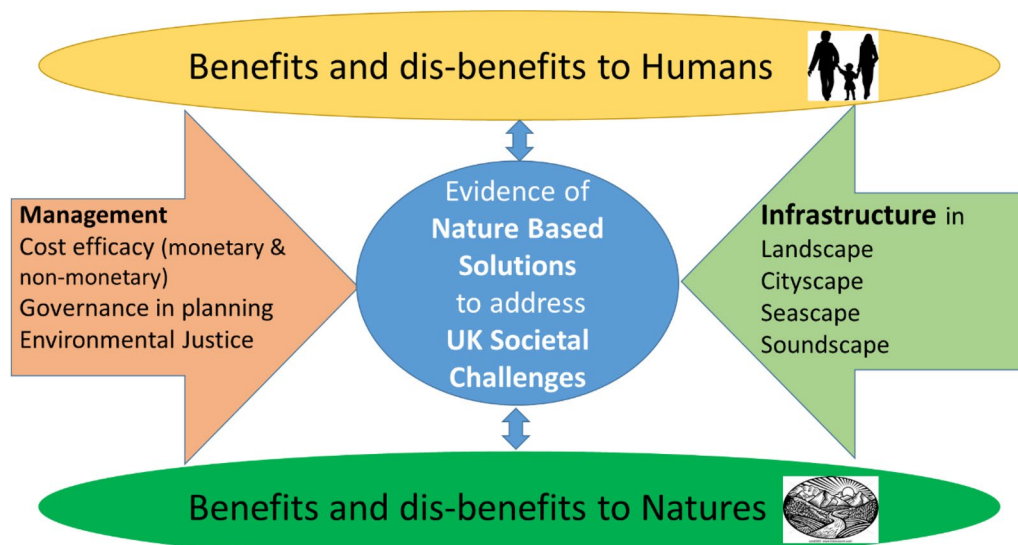 Benefits and dis-benefits to Humans
Management
Cost efficacy (monetary &
non-monetary)
Governance in planning
Environmental Justice
Evidence of
Nature Based
Solutions
to address
UK Societal
Challenges
Infrastructure in
Landscape
Cityscape
Seascape
Soundscape
Benefits and dis-benefits to Natures